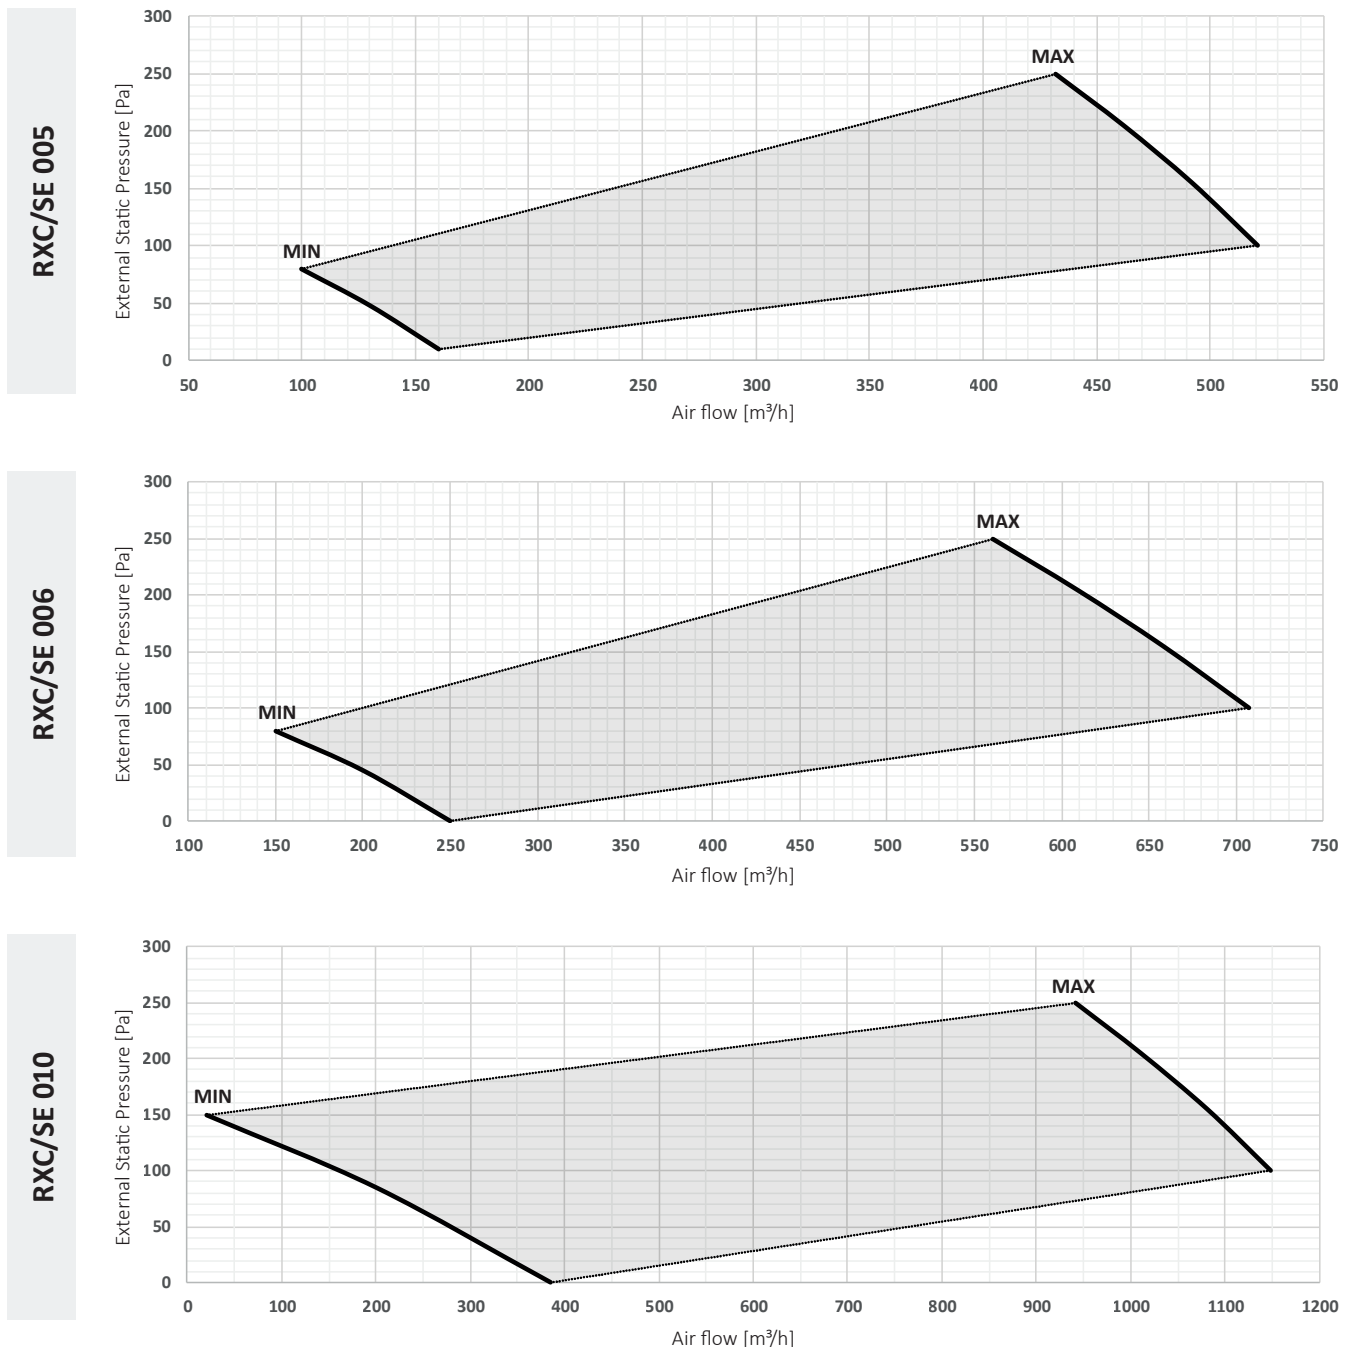 RXC/SE 005
External Static Pressure [Pa]
300
250
200
150
100
50
0
MAX
MIN
50 100 150 200 250 300 350 400 450 500 550
Air flow [m³/h]
RXC/SE 006
External Static Pressure [Pa]
300
250
200
150
100
50
0
MAX
MIN
100 150 200 250 300 350 400 450 500 550 600 650 700 750
Air flow [m³/h]
RXC/SE 010
External Static Pressure [Pa]
300
250
200
150
100
50
0
MAX
MIN
0 100 200 300 400 500 600 700 800 900 1000 1100 1200
Air flow [m³/h]